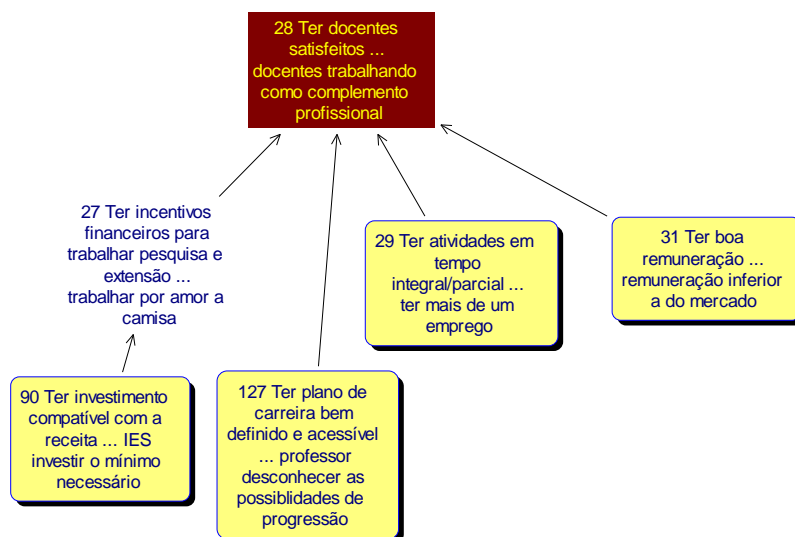 28 Ter docentes
satisfeitos ...
docentes trabalhando
como complemento
profissional
27 Ter incentivos
financeiros para
trabalhar pesquisa e
extensão ...
trabalhar por amor a
camisa
29 Ter atividades em
tempo
integral/parcial ...
ter mais de um
emprego
31 Ter boa
remuneração ...
remuneração inferior
a do mercado
90 Ter investimento
compatível com a
receita ... IES
investir o mínimo
necessário
127 Ter plano de
carreira bem
definido e acessível
... professor
desconhecer as
possiblidades de
progressão